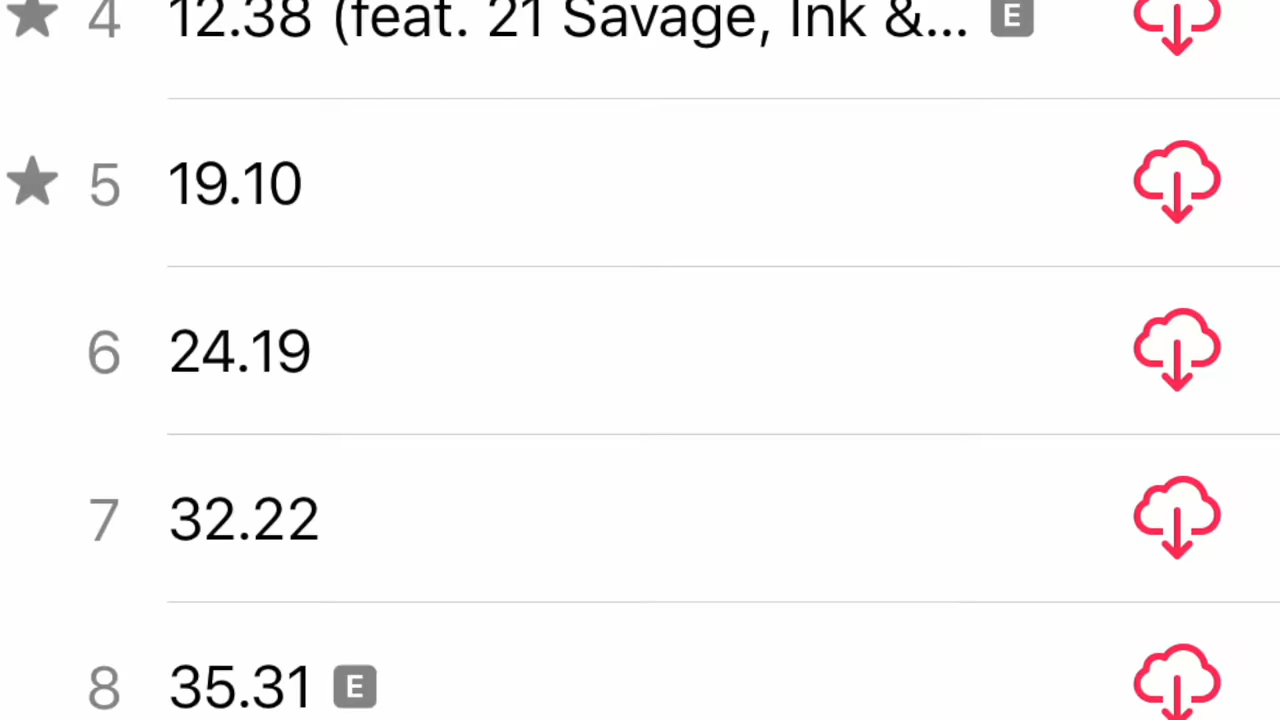 4 12.38 (feat. 21 Savage, Ink &... E
5 19.10
6 24.19
7 32.22
8 35.31 E